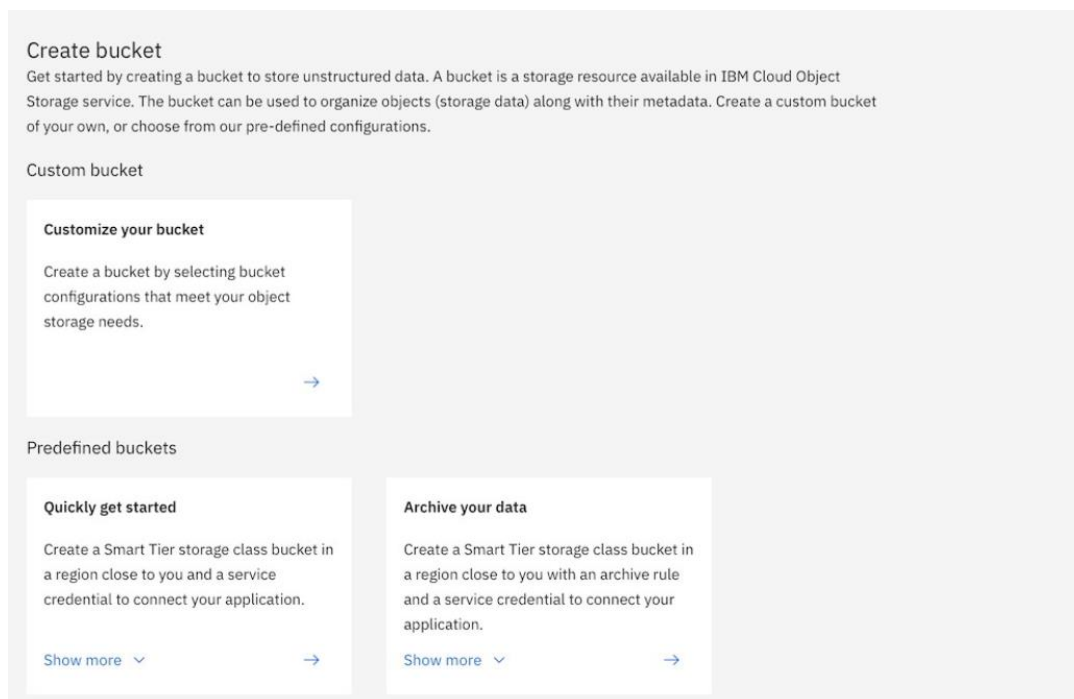 Create bucket
Get started by creating a bucket to store unstructured data. A bucket is a storage resource available in IBM Cloud Object
Storage service. The bucket can be used to organize objects (storage data) along with their metadata. Create a custom bucket
of your own, or choose from our pre-defined configurations.
Custom bucket
Customize your bucket
Create a bucket by selecting bucket
configurations that meet your object
storage needs.
Predefined buckets
Quickly get started
Create a Smart Tier storage class bucket in
a region close to you and a service
credential to connect your application.
Show more
Archive your data
Create a Smart Tier storage class bucket in
a region close to you with an archive rule
and a service credential to connect your
application.
Show more